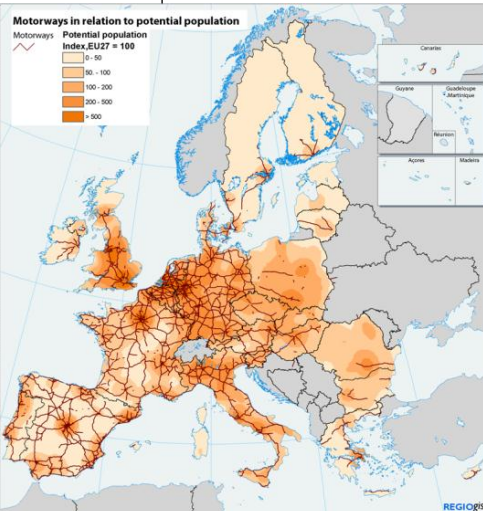 Motorways in relation to potential population
Motorways Potential population
Index,EU27 = 100
0 - 50
50. - 100
100 - 200
200 - 500
> 500
Canarias
Guyane
Guadeloupe
Martinique
Réunion
Açores
Madeira
REGIOgis